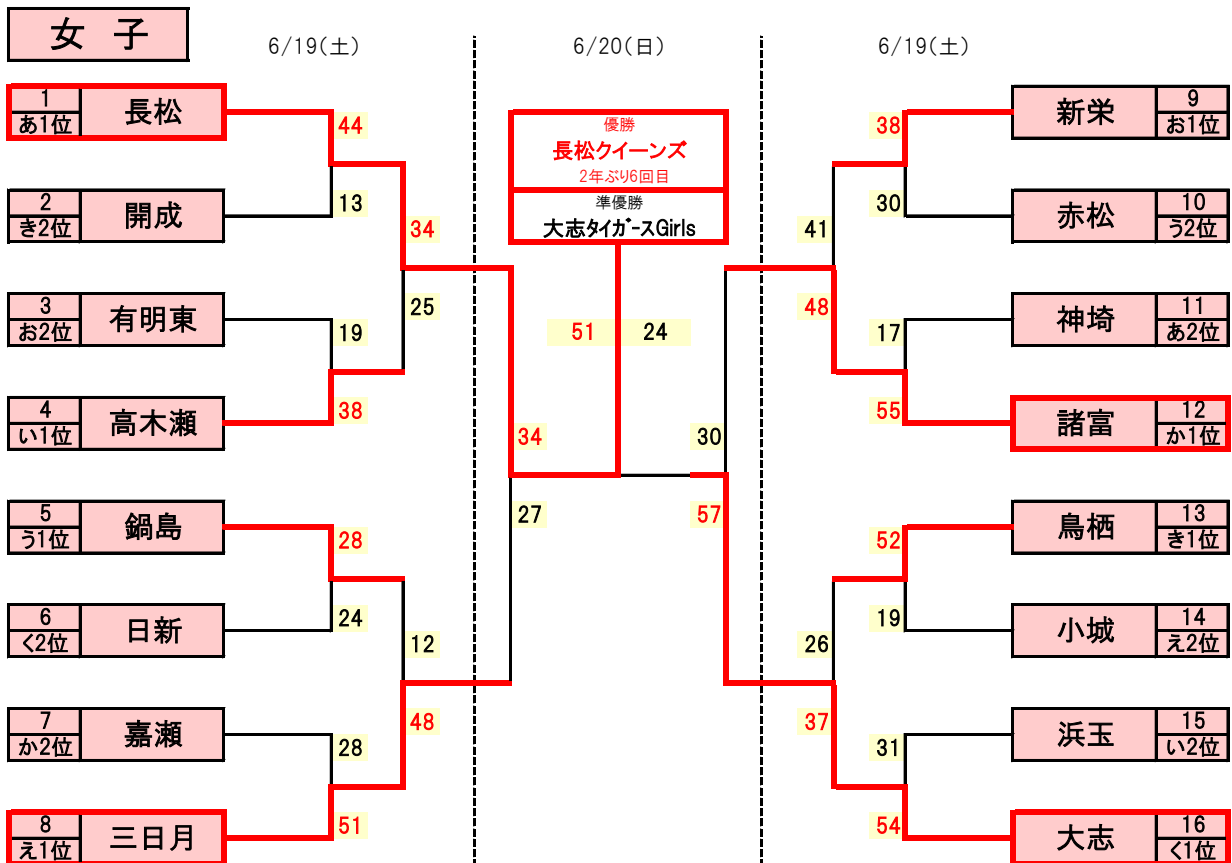 女 子
6/19(土)
6/20(日)
6/19(土)
1
あ1位
長松
44
2
き2位
開成
13
34
3
お2位
有明東
19
25
4
い1位
高木瀬
38
5
う1位
鍋島
28
6
く2位
日新
24
12
7
か2位
嘉瀬
28
48
8
え1位
三日月
51
優勝
長松クイーンズ
2年ぶり6回目
準優勝
大志タイガースGirls
51
24
34
30
27
57
38
新栄
9
お1位
30
赤松
10
う2位
41
48
17
神埼
11
あ2位
55
諸富
12
か1位
52
鳥栖
13
き1位
19
小城
14
え2位
26
37
31
浜玉
15
い2位
54
大志
16
く1位